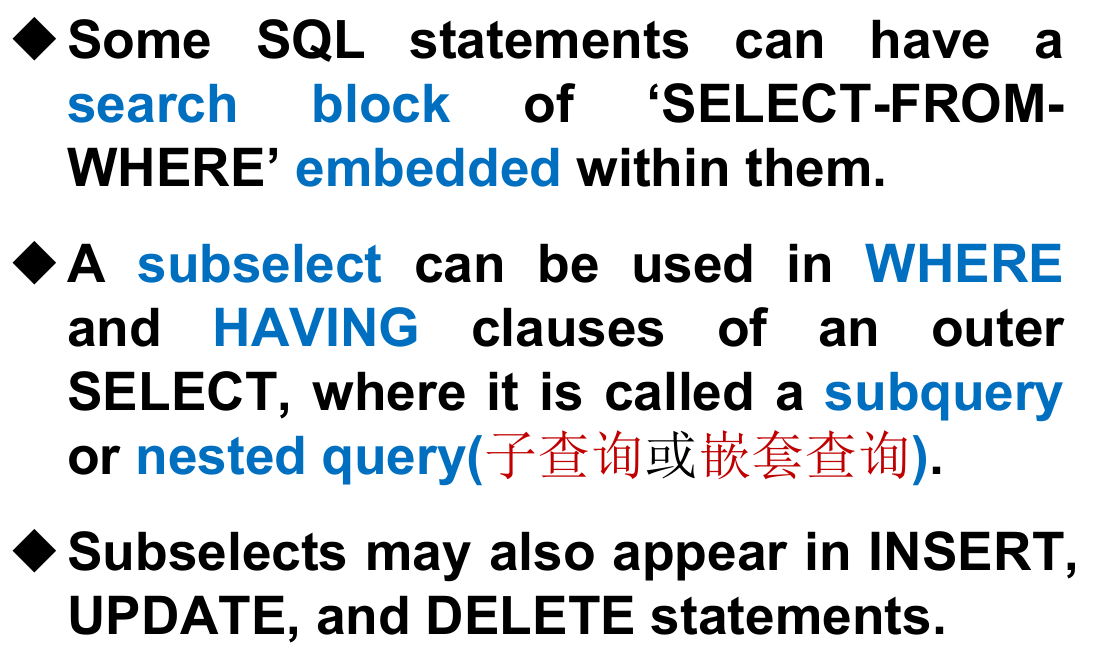 ◆Some SQL statements can have a
search block of ‘SELECT-FROM-
WHERE’ embedded within them.
◆A subselect can be used in WHERE
and HAVING clauses of an outer
SELECT, where it is called a subquery
or nested query(子查询或嵌套查询).
◆Subselects may also appear in INSERT,
UPDATE, and DELETE statements.